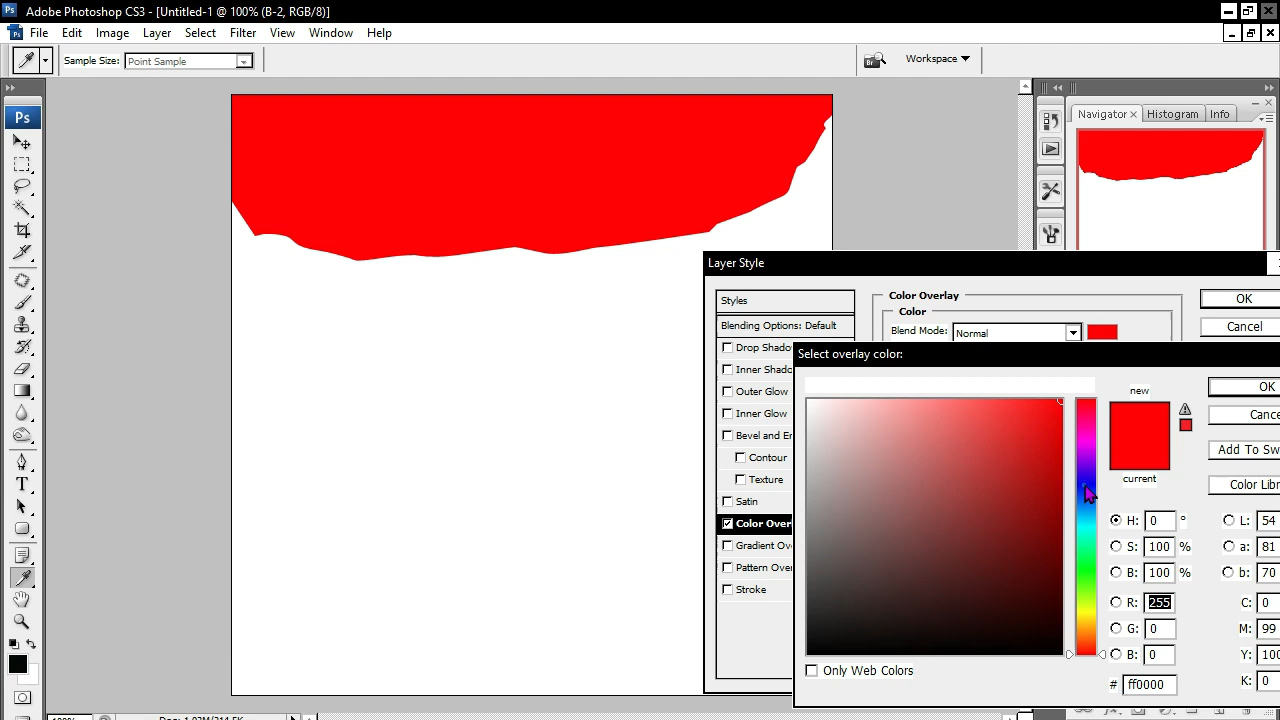 Adobe Photoshop CS3 - [Untitled-1 @ 100% (B-2, RGB/8)]
File Edit Image Layer Select Filter View Window Help
Sample Size: Point Sample
Workspace
Ps
Navigator × Histogram Info
Layer Style
Styles
Blending Options: Default
Drop Shado
Inner Shado
Outer Glow
Inner Glow
Bevel and Em
Contour
Texture
Satin
Color Over
Gradient Ove
Pattern Over
Stroke
Color Overlay
Color
Blend Mode: Normal
OK
Cancel
Select overlay color:
new
current
OK
Cance
Add To Sw
Color Libr
H: 0 °
S: 100 %
B: 100 %
R: 255
G: 0
B: 0
# ff0000
L: 54
a: 81
b: 70
C: 0
M: 99
Y: 100
K: 0
Only Web Colors